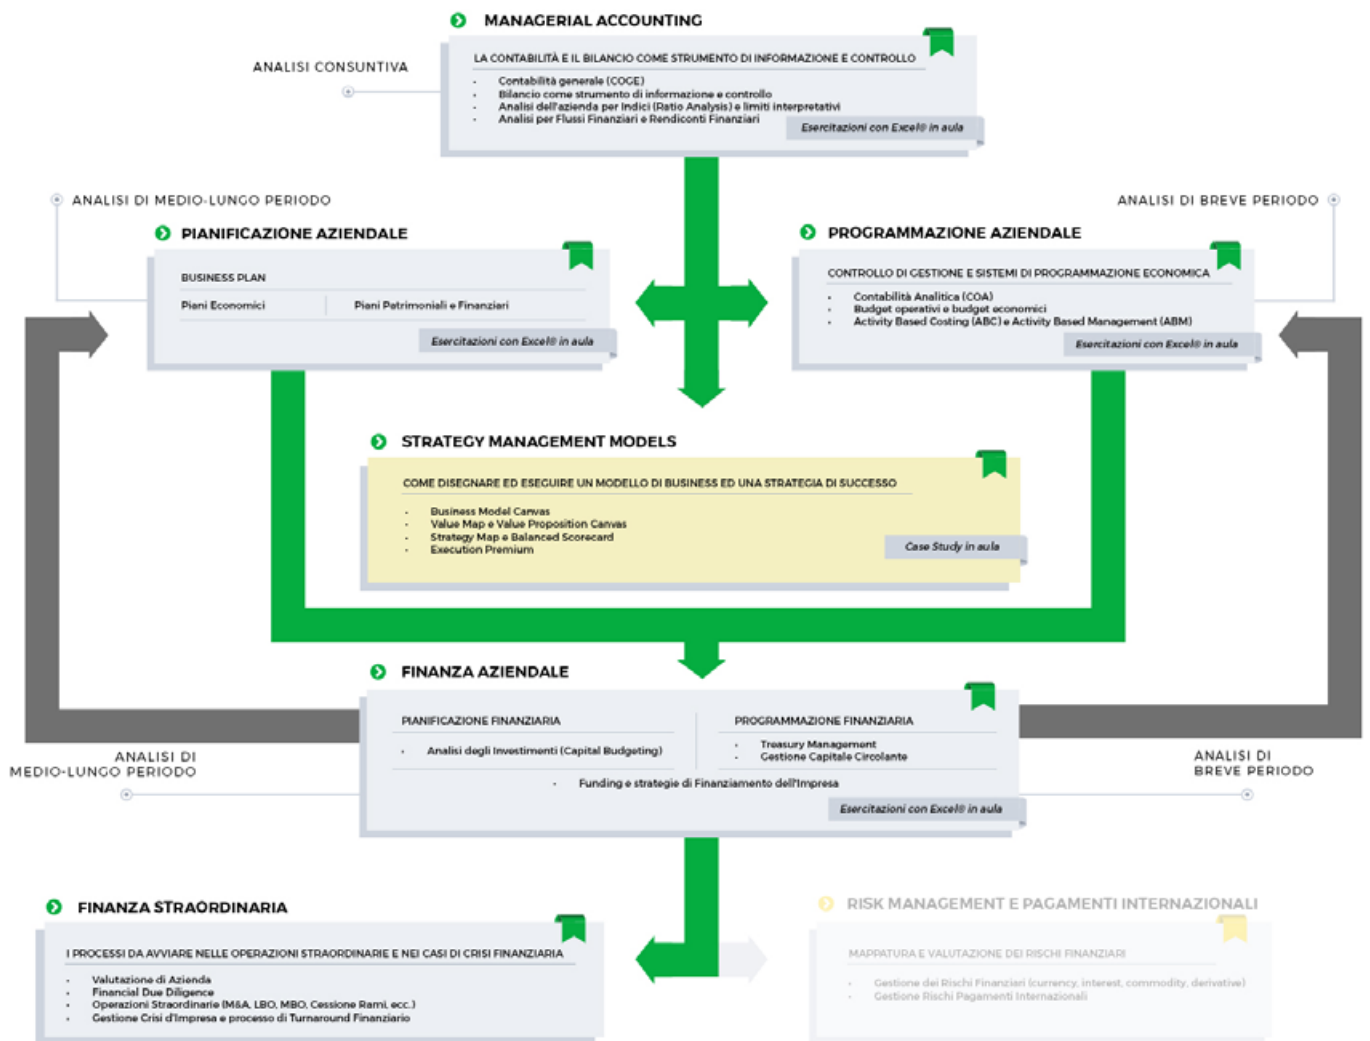 MANAGERIAL ACCOUNTING
LA CONTABILITÀ E IL BILANCIO COME STRUMENTO DI INFORMAZIONE E CONTROLLO
ANALISI CONSUNTIVA
Contabilità generale (COGE)
Bilancio come strumento di informazione e controllo
Analisi dell'azienda per Indici (Ratio Analysis) e limiti interpretativi
Analisi per Flussi Finanziari e Rendiconti Finanziari
Esercitazioni con Excel® in aula
ANALISI DI MEDIO-LUNGO PERIODO
PIANIFICAZIONE AZIENDALE
BUSINESS PLAN
Piani Economici
Piani Patrimoniali e Finanziari
Esercitazioni con Excel® in aula
ANALISI DI BREVE PERIODO
PROGRAMMAZIONE AZIENDALE
CONTROLLO DI GESTIONE E SISTEMI DI PROGRAMMAZIONE ECONOMICA
Contabilità Analitica (COA)
Budget operativi e budget economici
Activity Based Costing (ABC) e Activity Based Management (ABM)
Esercitazioni con Excel® in aula
STRATEGY MANAGEMENT MODELS
COME DISEGNARE ED ESEGUIRE UN MODELLO DI BUSINESS ED UNA STRATEGIA DI SUCCESSO
Business Model Canvas
Value Map e Value Proposition Canvas
Strategy Map e Balanced Scorecard
Execution Premium
Case Study in aula
FINANZA AZIENDALE
PIANIFICAZIONE FINANZIARIA
Analisi degli Investimenti (Capital Budgeting)
PROGRAMMAZIONE FINANZIARIA
Treasury Management
Gestione Capitale Circolante
Funding e strategie di Finanziamento dell'Impresa
Esercitazioni con Excel® in aula
ANALISI DI
MEDIO-LUNGO PERIODO
ANALISI DI
BREVE PERIODO
FINANZA STRAORDINARIA
I PROCESSI DA AVVIARE NELLE OPERAZIONI STRAORDINARIE E NEI CASI DI CRISI FINANZIARIA
Valutazione di Azienda
Financial Due Diligence
Operazioni Straordinarie (M&A, LBO, MBO, Cessione Rami, ecc.)
Gestione Crisi d'Impresa e processo di Turnaround Finanziario
RISK MANAGEMENT E PAGAMENTI INTERNAZIONALI
MAPPATURA E VALUTAZIONE DEI RISCHI FINANZIARI
Gestione dei Rischi Finanziari (currency, interest, commodity, derivative)
Gestione Rischi Pagamenti Internazionali